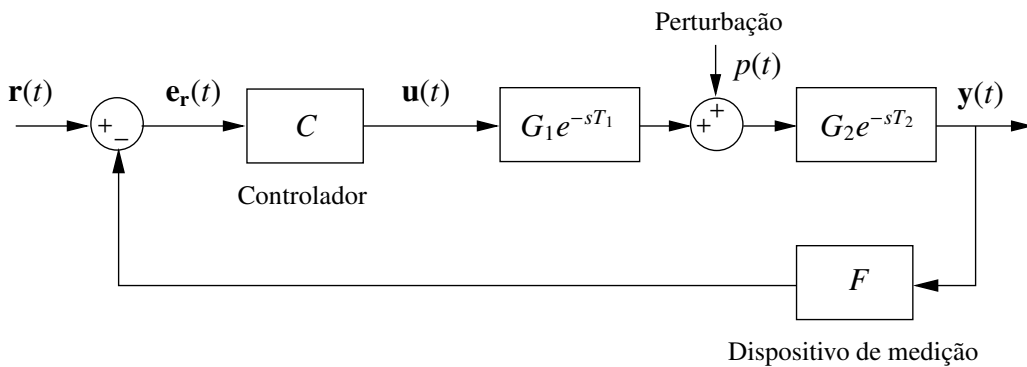 Perturbação
p(t)
r(t)
+
−
e_r(t)
C
u(t)
G₁e^{-sT₁}
+
+
G₂e^{-sT₂}
y(t)
Controlador
F
Dispositivo de medição